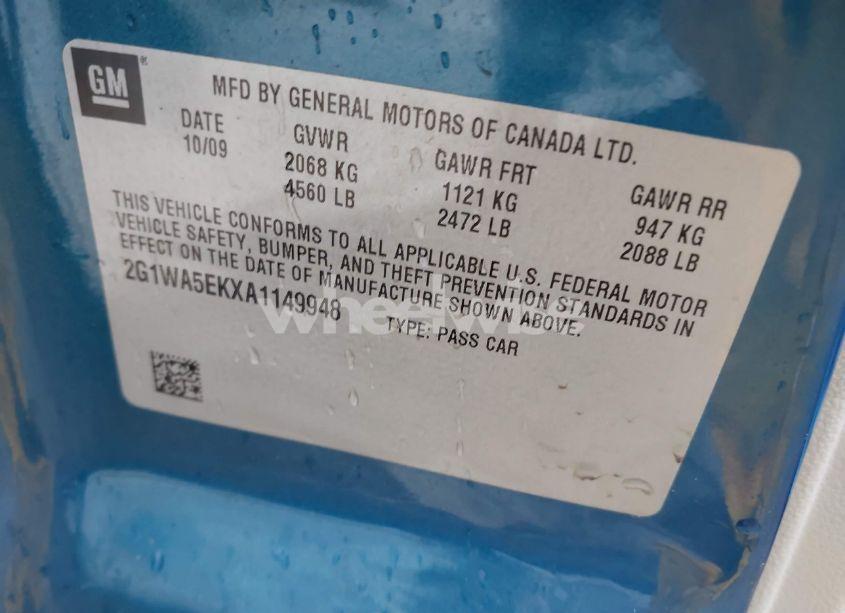 GM
MFD BY GENERAL MOTORS OF CANADA LTD.
DATE GVWR GAWR FRT GAWR RR
10/09 2068 KG 1121 KG 947 KG
4560 LB 2472 LB 2088 LB
THIS VEHICLE CONFORMS TO ALL APPLICABLE U.S. FEDERAL MOTOR
VEHICLE SAFETY, BUMPER, AND THEFT PREVENTION STANDARDS IN
EFFECT ON THE DATE OF MANUFACTURE SHOWN ABOVE.
2G1WA5EKXA1149948 TYPE: PASS CAR